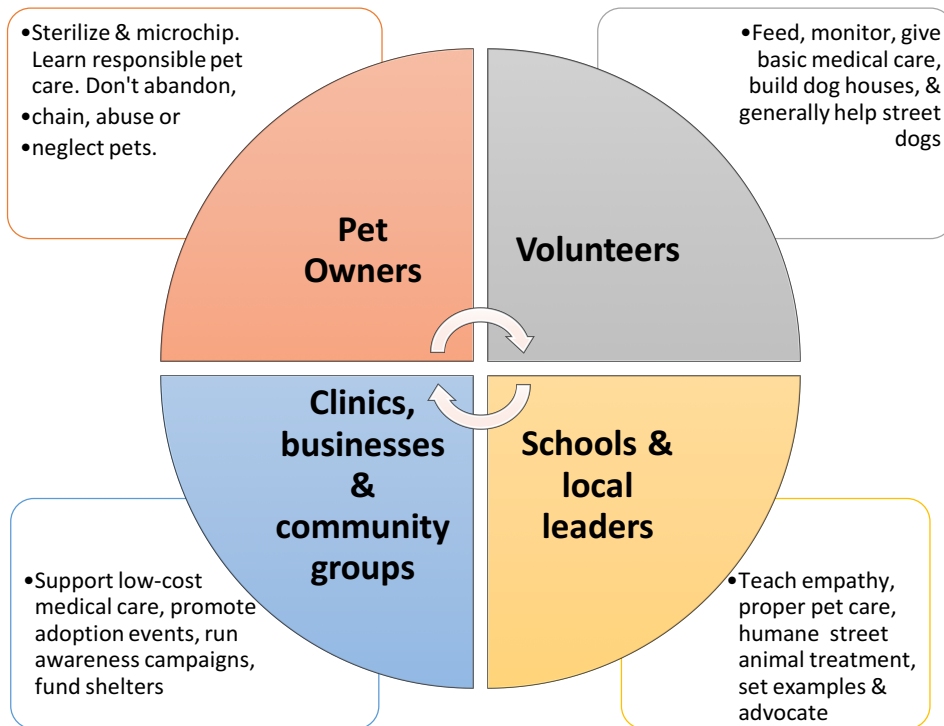 •Sterilize & microchip.
Learn responsible pet
care. Don't abandon,
•chain, abuse or
•neglect pets.
•Feed, monitor, give
basic medical care,
build dog houses, &
generally help street
dogs
Pet
Owners
Volunteers
Clinics,
businesses
&
community
groups
Schools &
local
leaders
•Support low-cost
medical care, promote
adoption events, run
awareness campaigns,
fund shelters
•Teach empathy,
proper pet care,
humane street
animal treatment,
set examples &
advocate